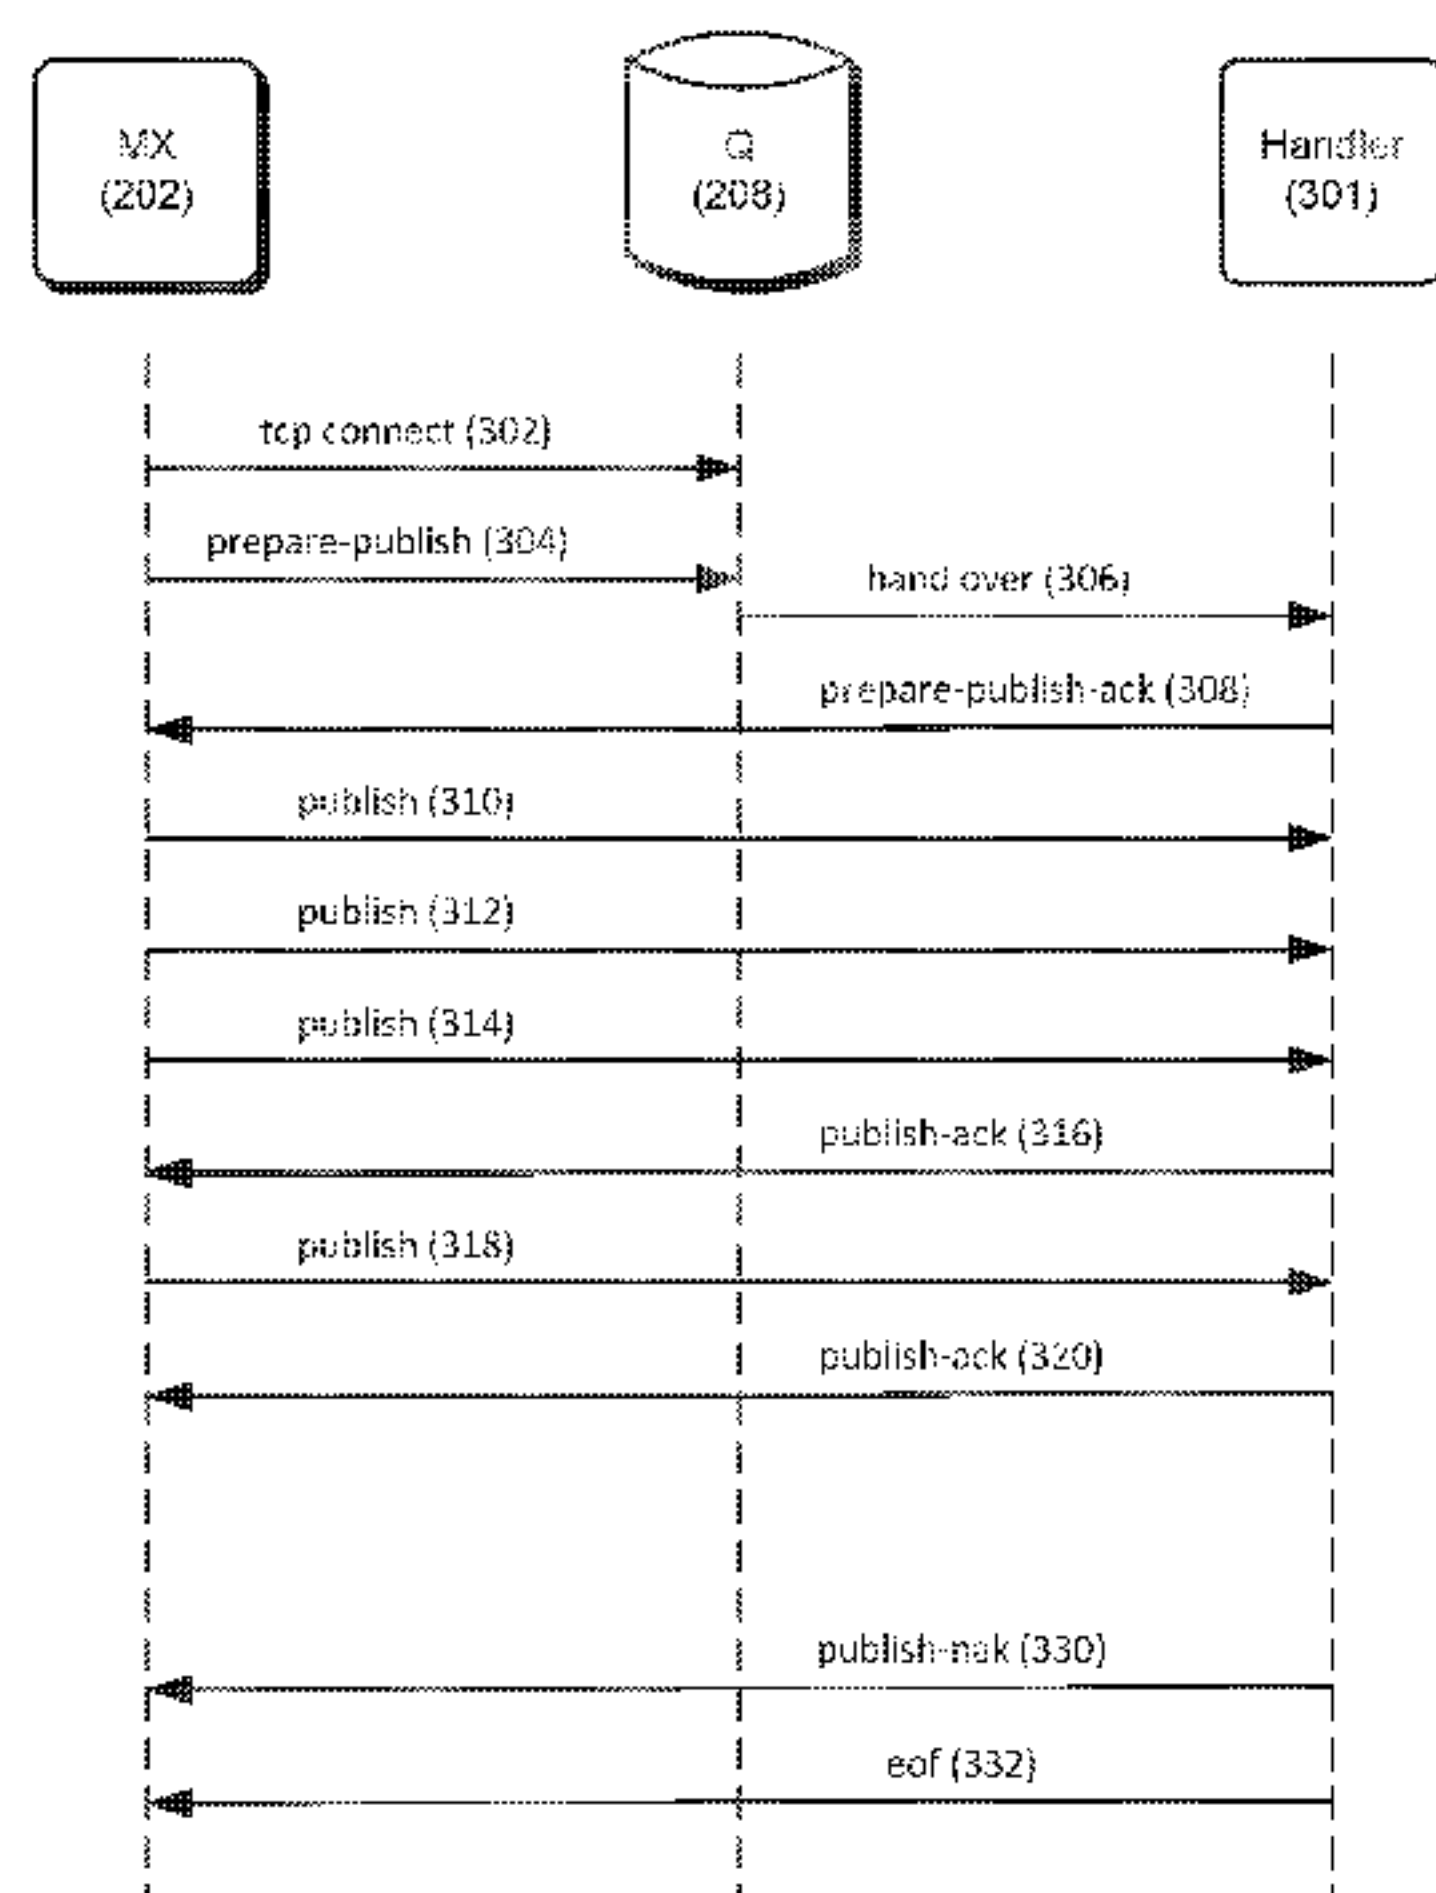 MX
(202)
Q
(208)
Handler
(301)
tcp connect (302)
prepare-publish (304)
hand over (306)
prepare-publish-ack (308)
publish (310)
publish (312)
publish (314)
publish-ack (316)
publish (318)
publish-ack (320)
publish-nak (330)
eof (332)